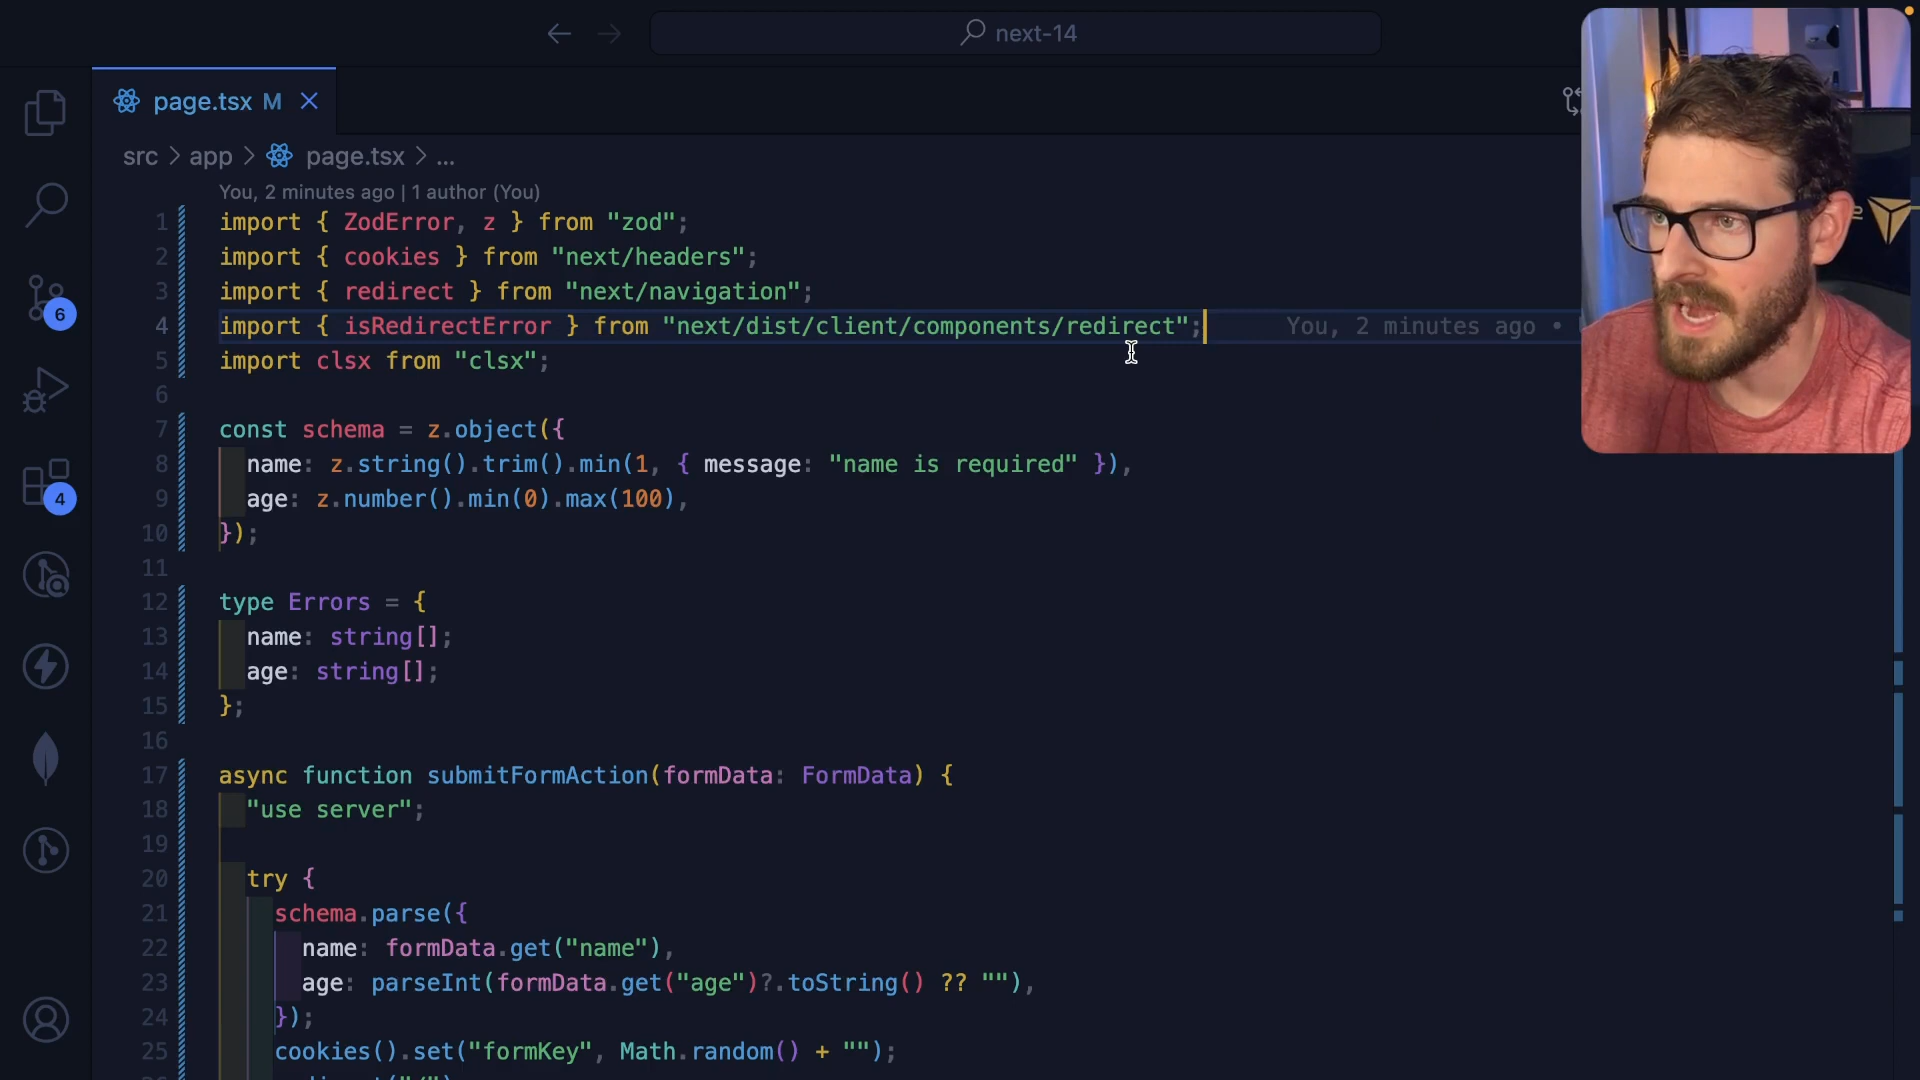 next-14
page.tsx M
src > app > page.tsx > ...
You, 2 minutes ago | 1 author (You)
1 import { ZodError, z } from "zod";
2 import { cookies } from "next/headers";
3 import { redirect } from "next/navigation";
4 import { isRedirectError } from "next/dist/client/components/redirect"; You, 2 minutes ago •
5 import clsx from "clsx";
6
7 const schema = z.object({
8 name: z.string().trim().min(1, { message: "name is required" }),
9 age: z.number().min(0).max(100),
10 });
11
12 type Errors = {
13 name: string[];
14 age: string[];
15 };
16
17 async function submitFormAction(formData: FormData) {
18 "use server";
19
20 try {
21 schema.parse({
22 name: formData.get("name"),
23 age: parseInt(formData.get("age")?.toString() ?? ""),
24 });
25 cookies().set("formKey", Math.random() + "");
6
4